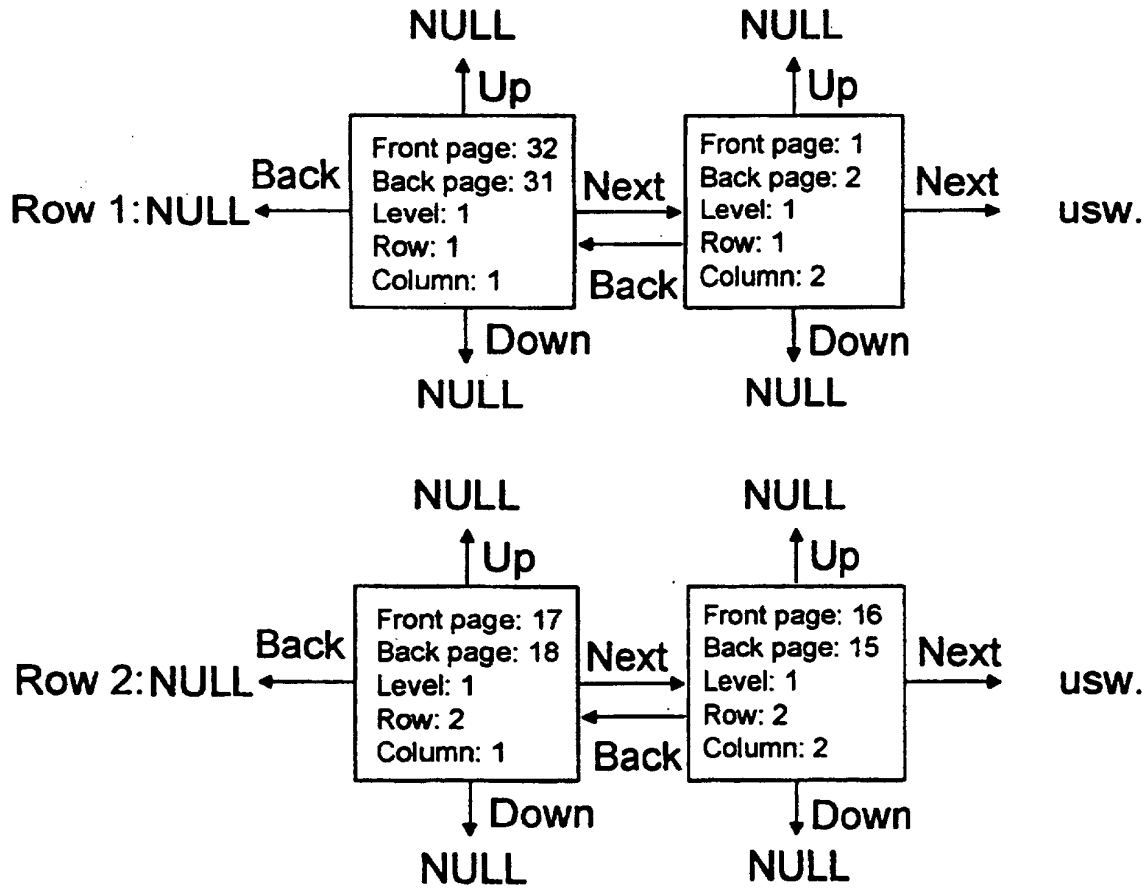 NULL NULL
Up Up
Front page: 32
Back page: 31
Level: 1
Row: 1
Column: 1
Front page: 1
Back page: 2
Level: 1
Row: 1
Column: 2
Row 1: NULL Back Next Back Next usw.
Down Down
NULL NULL
NULL NULL
Up Up
Front page: 17
Back page: 18
Level: 1
Row: 2
Column: 1
Front page: 16
Back page: 15
Level: 1
Row: 2
Column: 2
Row 2: NULL Back Next Back Next usw.
Down Down
NULL NULL